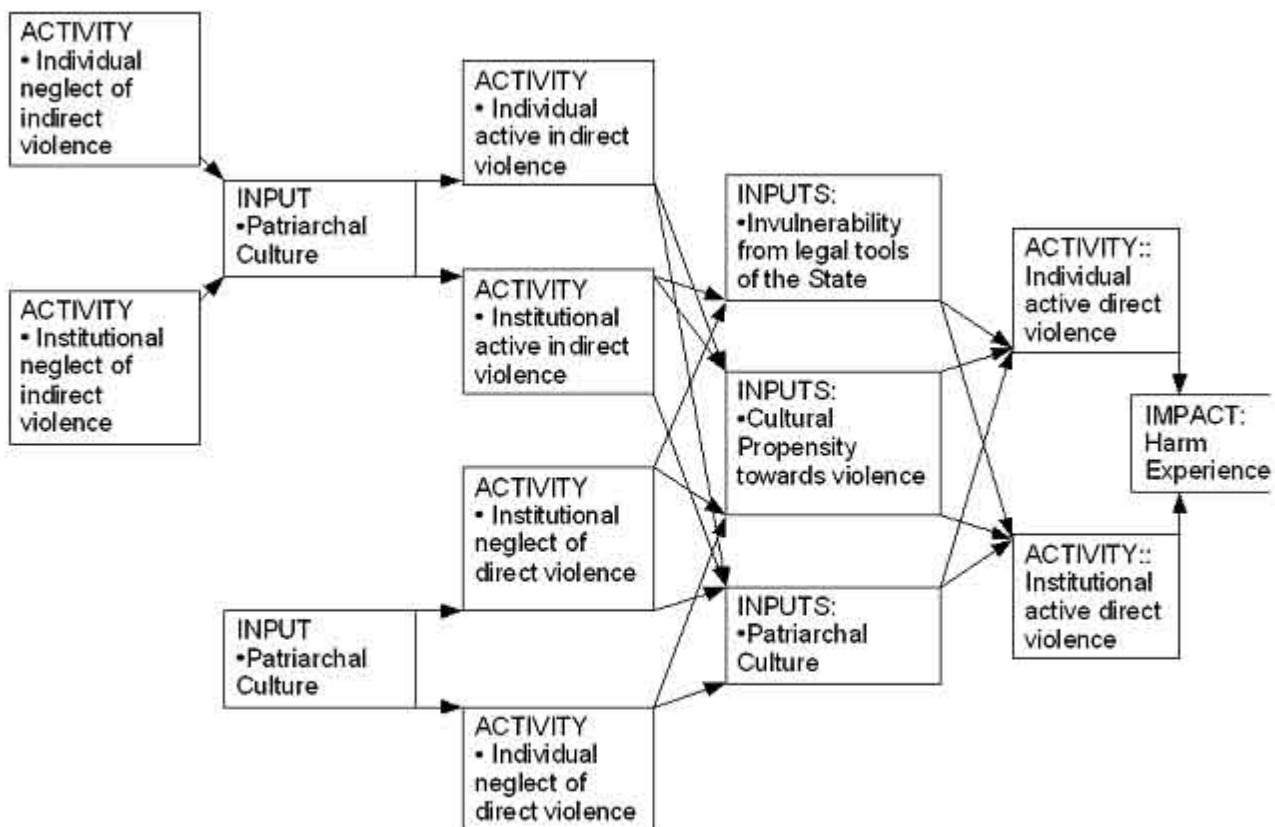 ACTIVITY
• Individual
neglect of
indirect
violence
ACTIVITY
• Institutional
neglect of
indirect
violence
INPUT
•Patriarchal
Culture
INPUT
•Patriarchal
Culture
ACTIVITY
• Individual
active indirect
violence
ACTIVITY
• Institutional
active indirect
violence
ACTIVITY
• Institutional
neglect of
direct violence
ACTIVITY
• Individual
neglect of
direct violence
INPUTS:
•Invulnerability
from legal tools
of the State
INPUTS:
•Cultural
Propensity
towards violence
INPUTS:
•Patriarchal
Culture
ACTIVITY::
Individual
active direct
violence
ACTIVITY::
Institutional
active direct
violence
IMPACT:
Harm
Experience